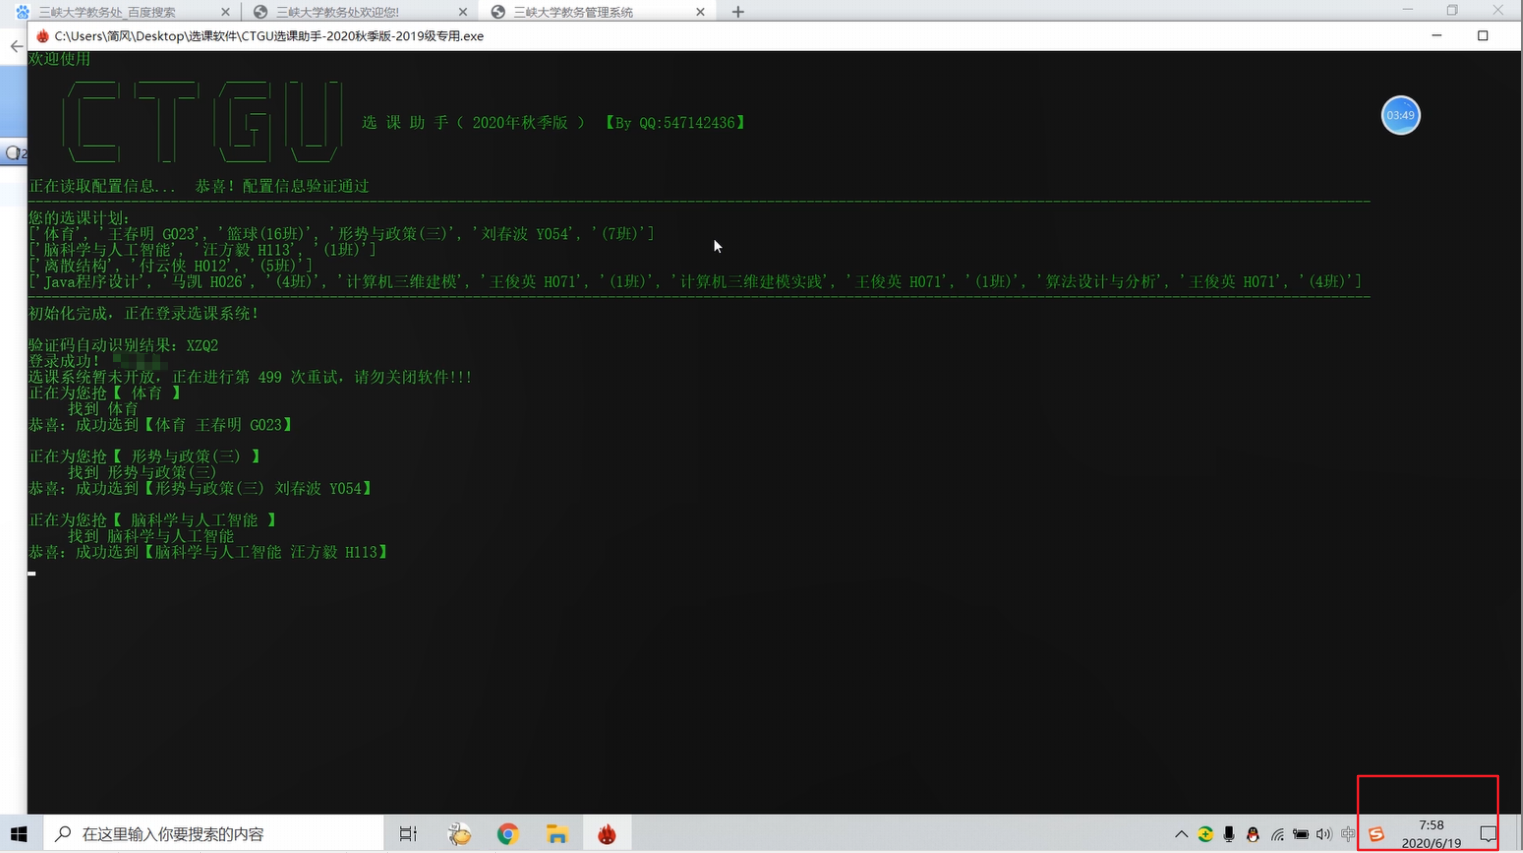 三峡大学教务处_百度搜索
三峡大学教务处欢迎您!
三峡大学教务管理系统
C:\Users\简风\Desktop\选课软件\CTGU选课助手-2020秋季版-2019级专用.exe
欢迎使用
CTGU
选 课 助 手 ( 2020年秋季版 ) 【By QQ:547142436】
03:49
正在读取配置信息... 恭喜! 配置信息验证通过
您的选课计划:
['体育', '王春明 G023', '篮球(16班)', '形势与政策(三)', '刘春波 Y054', '(7班)']
['脑科学与人工智能', '汪方毅 H113', '(1班)']
['离散结构', '付云侠 H012', '(5班)']
['Java程序设计', '马凯 H026', '(4班)', '计算机三维建模', '王俊英 H071', '(1班)', '计算机三维建模实践', '王俊英 H071', '(1班)', '算法设计与分析', '王俊英 H071', '(4班)']
初始化完成, 正在登录选课系统!
验证码自动识别结果: XZQ2
登录成功!
选课系统暂未开放, 正在进行第 499 次重试, 请勿关闭软件!!!
正在为您抢【 体育 】
找到 体育
恭喜: 成功选到【体育 王春明 G023】
正在为您抢【 形势与政策(三) 】
找到 形势与政策(三)
恭喜: 成功选到【形势与政策(三) 刘春波 Y054】
正在为您抢【 脑科学与人工智能 】
找到 脑科学与人工智能
恭喜: 成功选到【脑科学与人工智能 汪方毅 H113】
在这里输入你要搜索的内容
7:58
2020/6/19